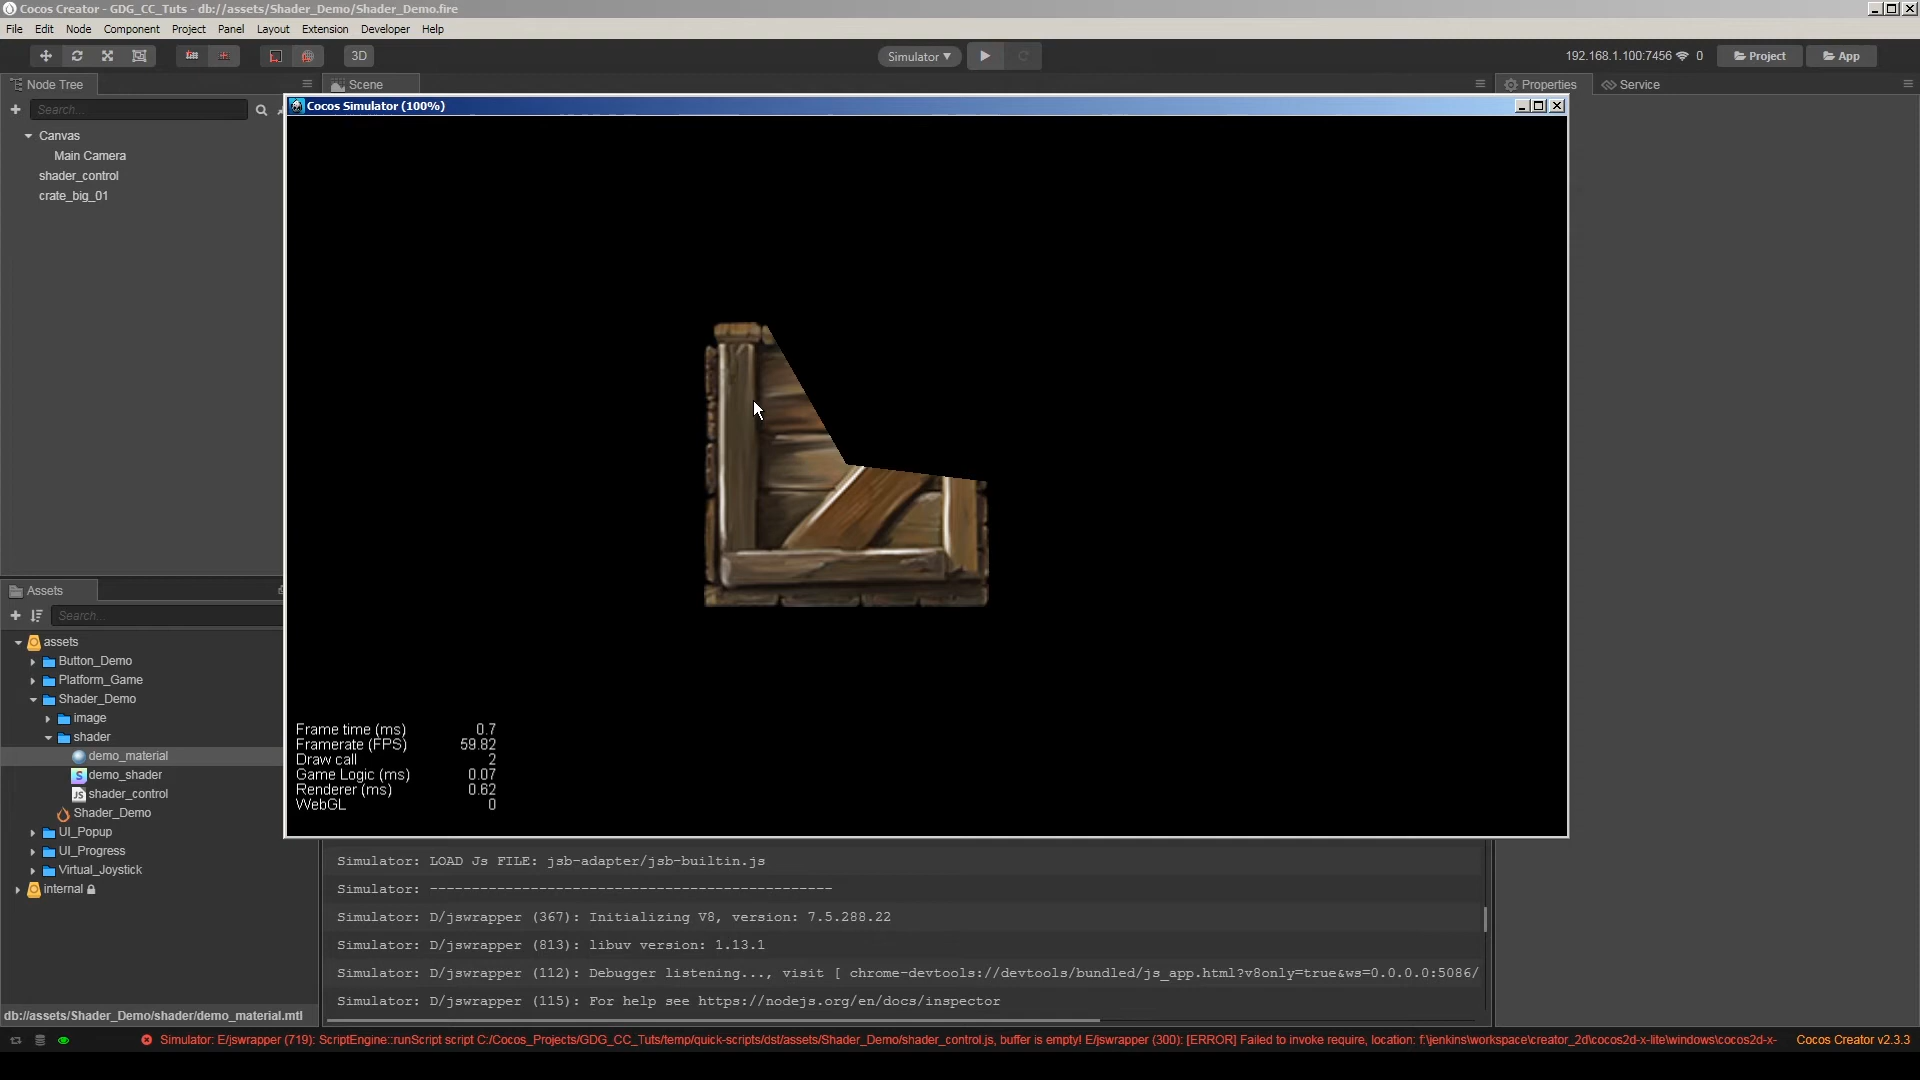 Cocos Creator - GDG_CC_Tuts - db://assets/Shader_Demo/Shader_Demo.fire
File Edit Node Component Project Panel Layout Extension Developer Help
3D
Simulator ▾
192.168.1.100:7456 0 Project App
Node Tree
Scene
Properties
Service
Search...
Cocos Simulator (100%)
Canvas
Main Camera
shader_control
crate_big_01
Frame time (ms) 0.7
Framerate (FPS) 59.82
Draw call 2
Game Logic (ms) 0.07
Renderer (ms) 0.62
WebGL 0
Assets
Search...
assets
Button_Demo
Platform_Game
Shader_Demo
image
shader
demo_material
demo_shader
shader_control
Shader_Demo
UI_Popup
UI_Progress
Virtual_Joystick
internal
db://assets/Shader_Demo/shader/demo_material.mtl
Simulator: LOAD Js FILE: jsb-adapter/jsb-builtin.js
Simulator: ------------------------------------------------
Simulator: D/jswrapper (367): Initializing V8, version: 7.5.288.22
Simulator: D/jswrapper (813): libuv version: 1.13.1
Simulator: D/jswrapper (112): Debugger listening..., visit [ chrome-devtools://devtools/bundled/js_app.html?v8only=true&ws=0.0.0.0:5086/
Simulator: D/jswrapper (115): For help see https://nodejs.org/en/docs/inspector
Simulator: E/jswrapper (719): ScriptEngine::runScript script C:/Cocos_Projects/GDG_CC_Tuts/temp/quick-scripts/dst/assets/Shader_Demo/shader_control.js, buffer is empty! E/jswrapper (300): [ERROR] Failed to invoke require, location: f:\jenkins\workspace\creator_2d\cocos2d-x-lite\windows\cocos2d-x-
Cocos Creator v2.3.3